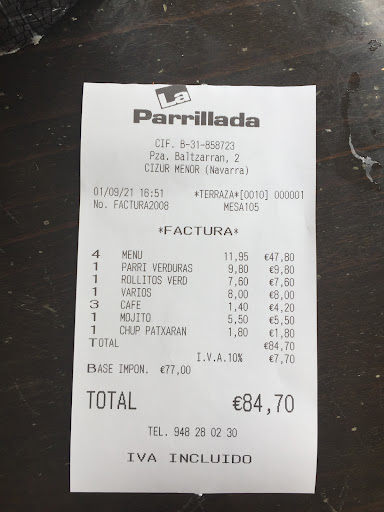 La
Parrillada
CIF. B-31-858723
Pza. Baltzarran, 2
CIZUR MENOR (Navarra)
01/09/21 16:51 *TERRAZA*[0010] 000001
No. FACTURA2008 MESA105
*FACTURA*
4 MENU 11,95 €47,80
1 PARRI VERDURAS 9,80 €9,80
1 ROLLITOS VERD 7,60 €7,60
1 VARIOS 8,00 €8,00
3 CAFE 1,40 €4,20
1 MOJITO 5,50 €5,50
1 CHUP PATXARAN 1,80 €1,80
TOTAL €84,70
I.V.A.10% €7,70
BASE IMPON. €77,00
TOTAL €84,70
TEL. 948 28 02 30
IVA INCLUIDO